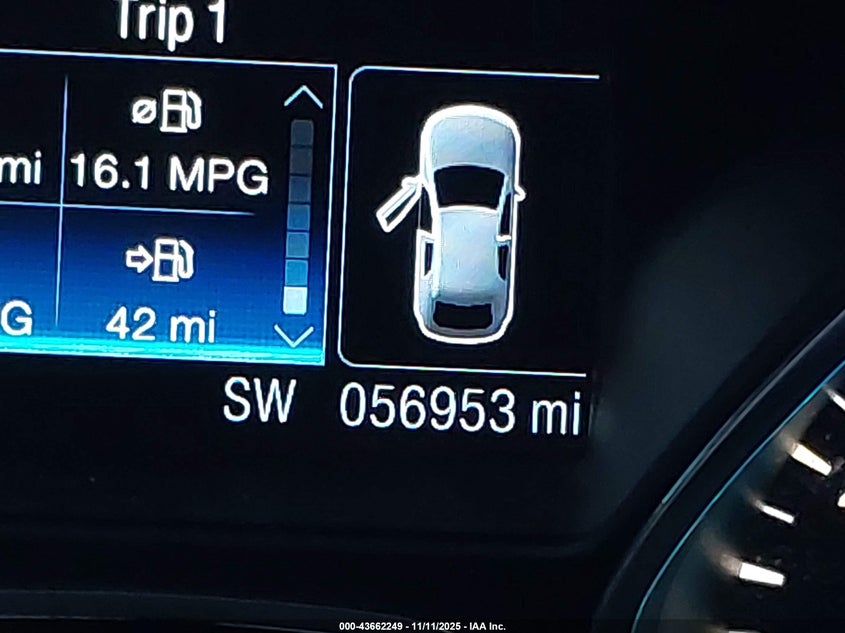 Trip 1
mi 16.1 MPG
G 42 mi
SW 056953 mi
000-43662249 - 11/11/2025 - IAA Inc.